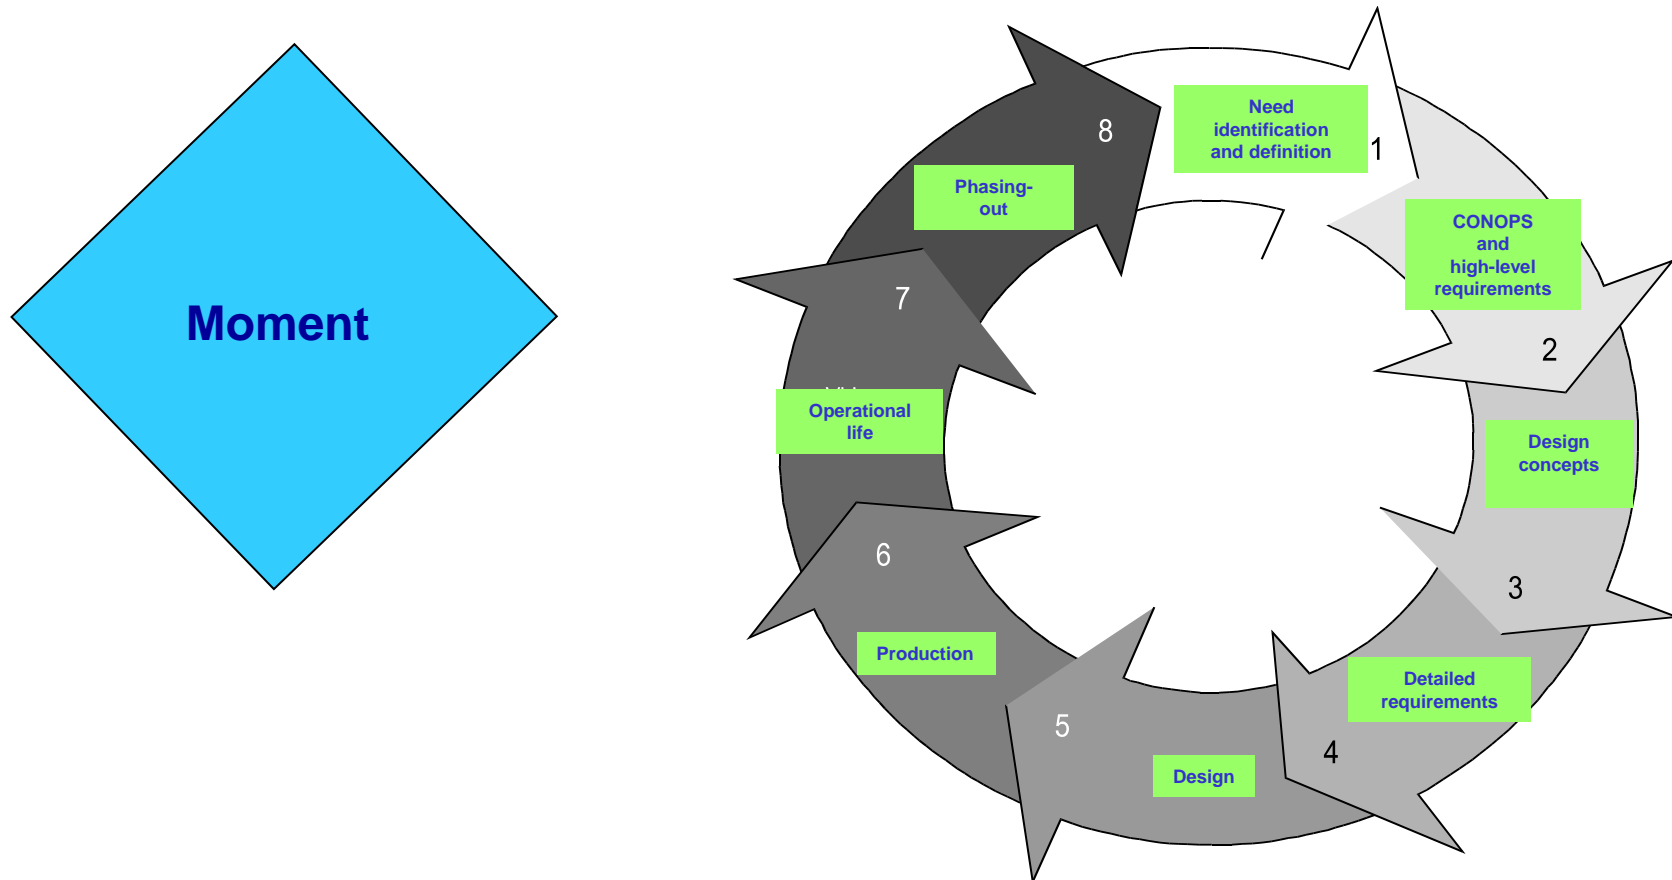 Moment
Need
identification
and definition
1
CONOPS
and
high-level
requirements
2
Design
concepts
3
Detailed
requirements
4
Design
5
Production
6
Operational
life
7
Phasing-
out
8